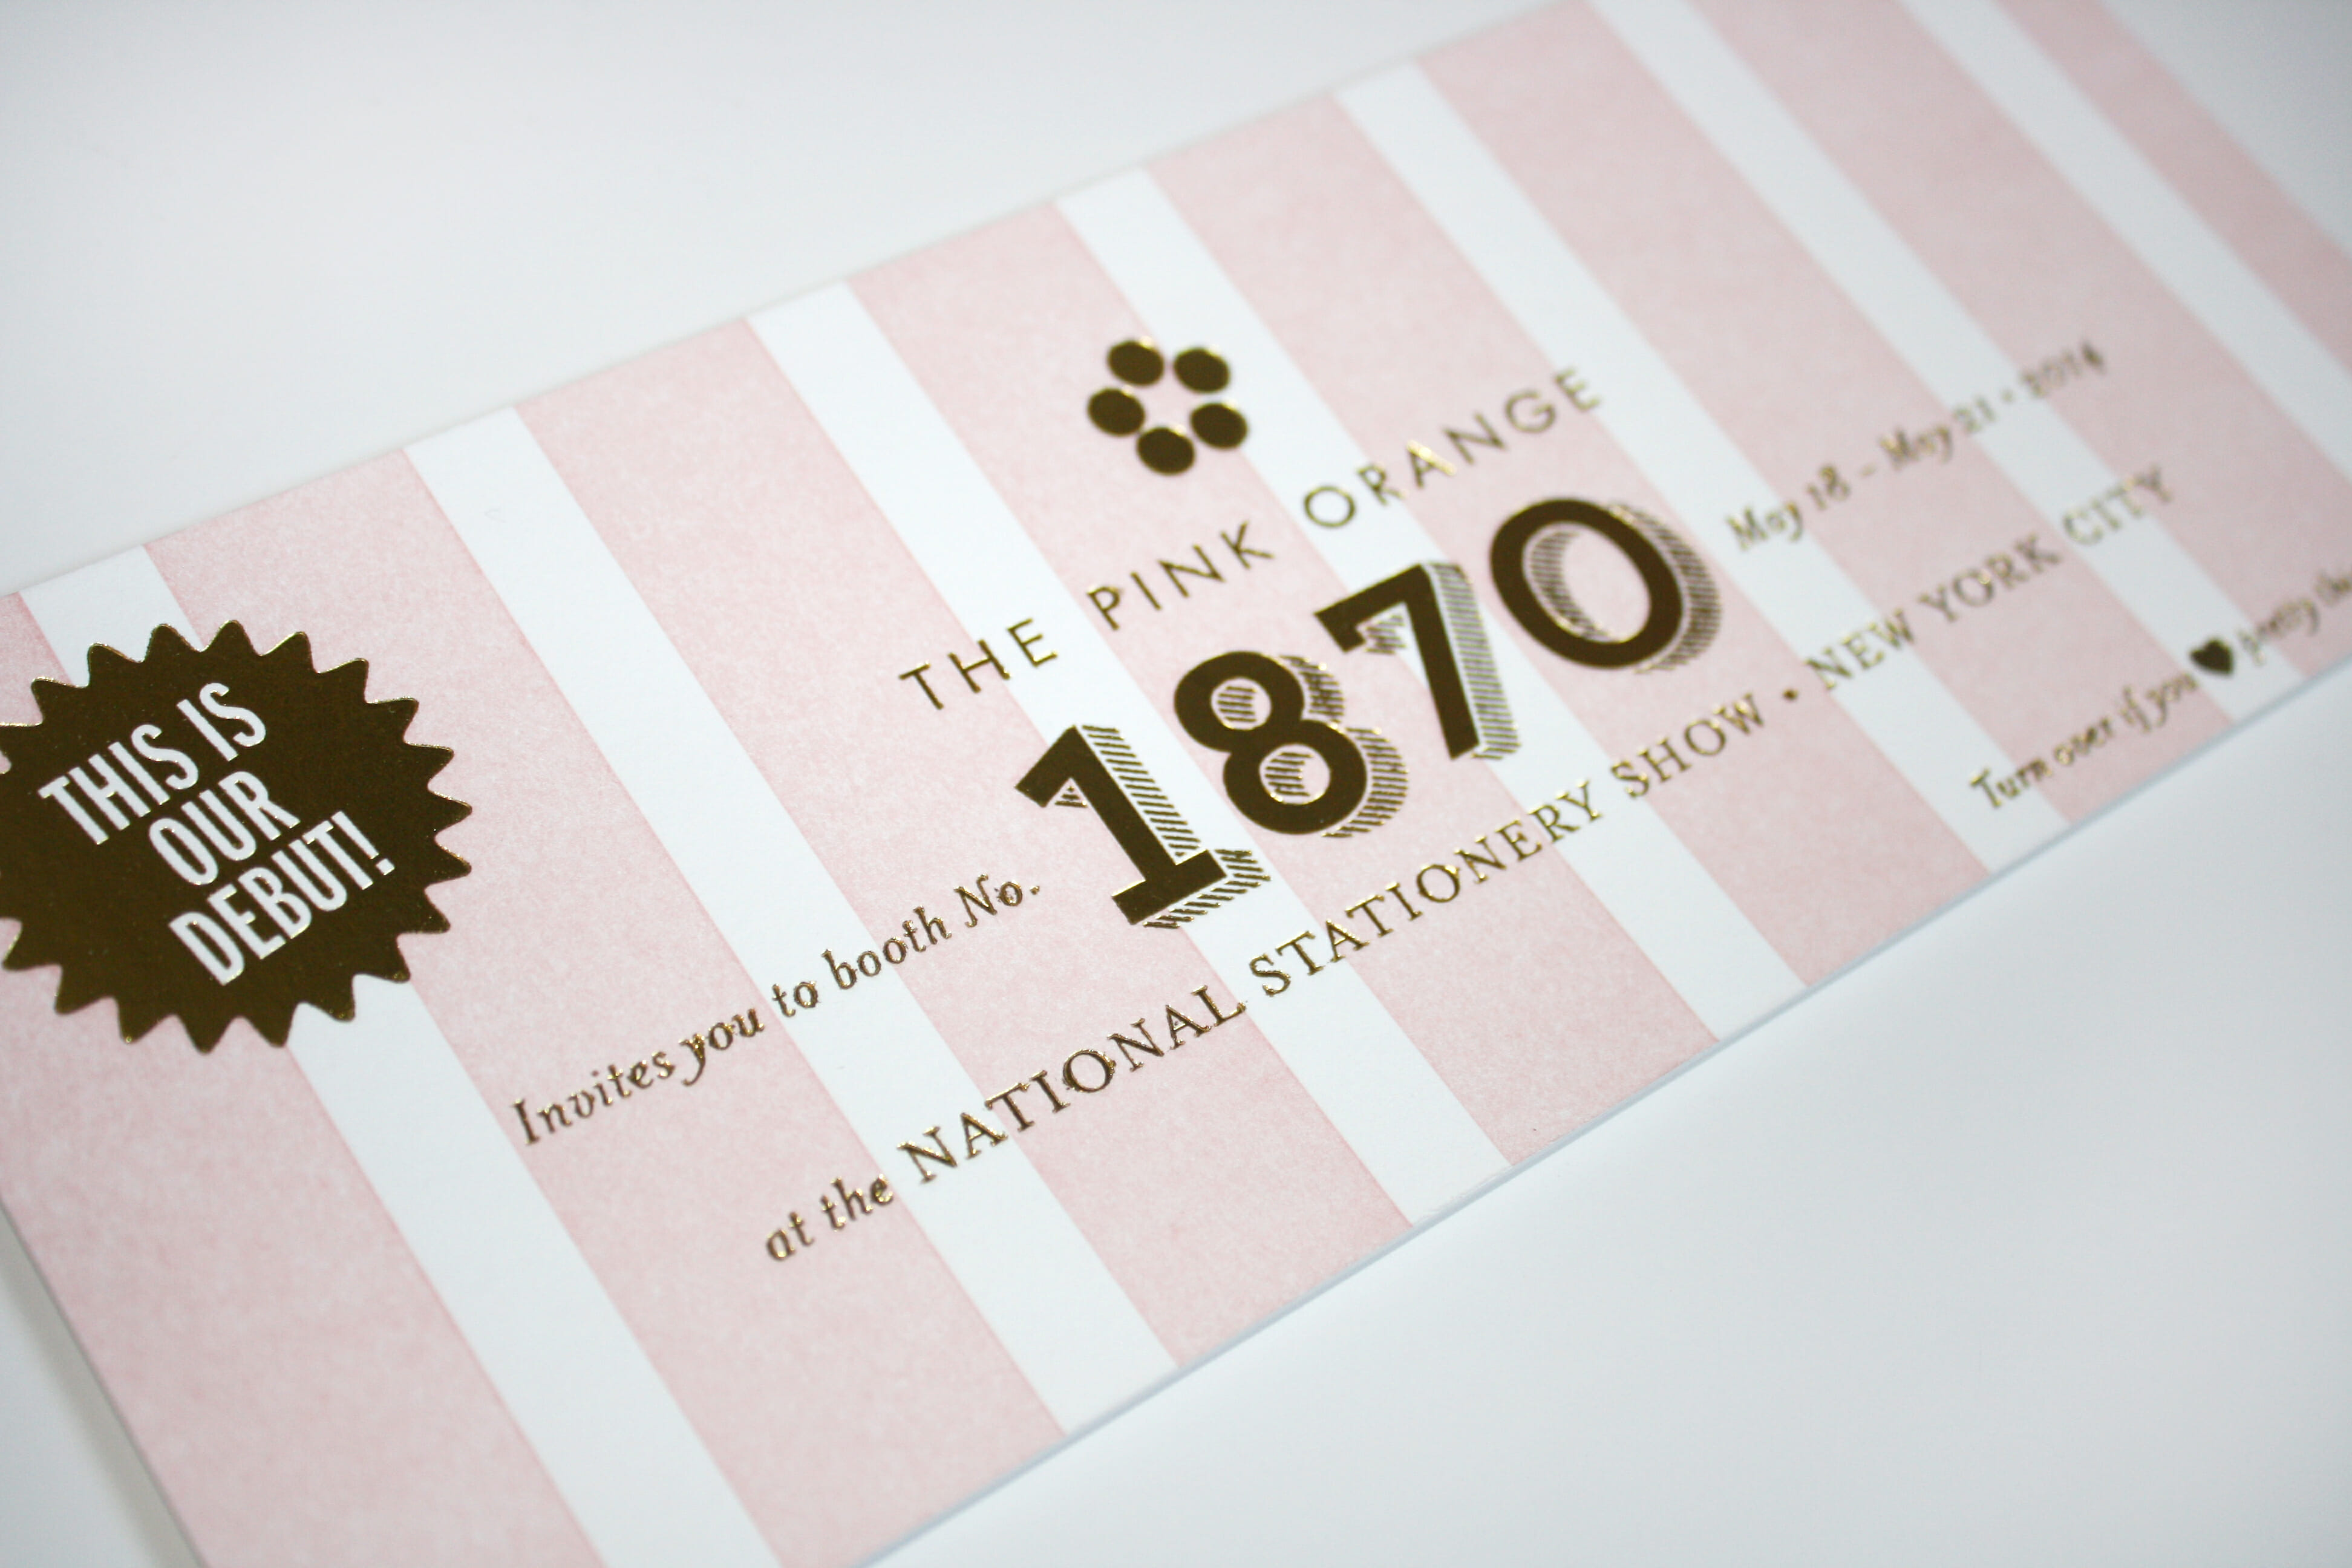 THIS IS
OUR
DEBUT!
THE PINK ORANGE
Invites you to booth No. 1870 May 18 - May 21 • 2014
at the NATIONAL STATIONERY SHOW • NEW YORK CITY
Turn over if you ♥ pretty